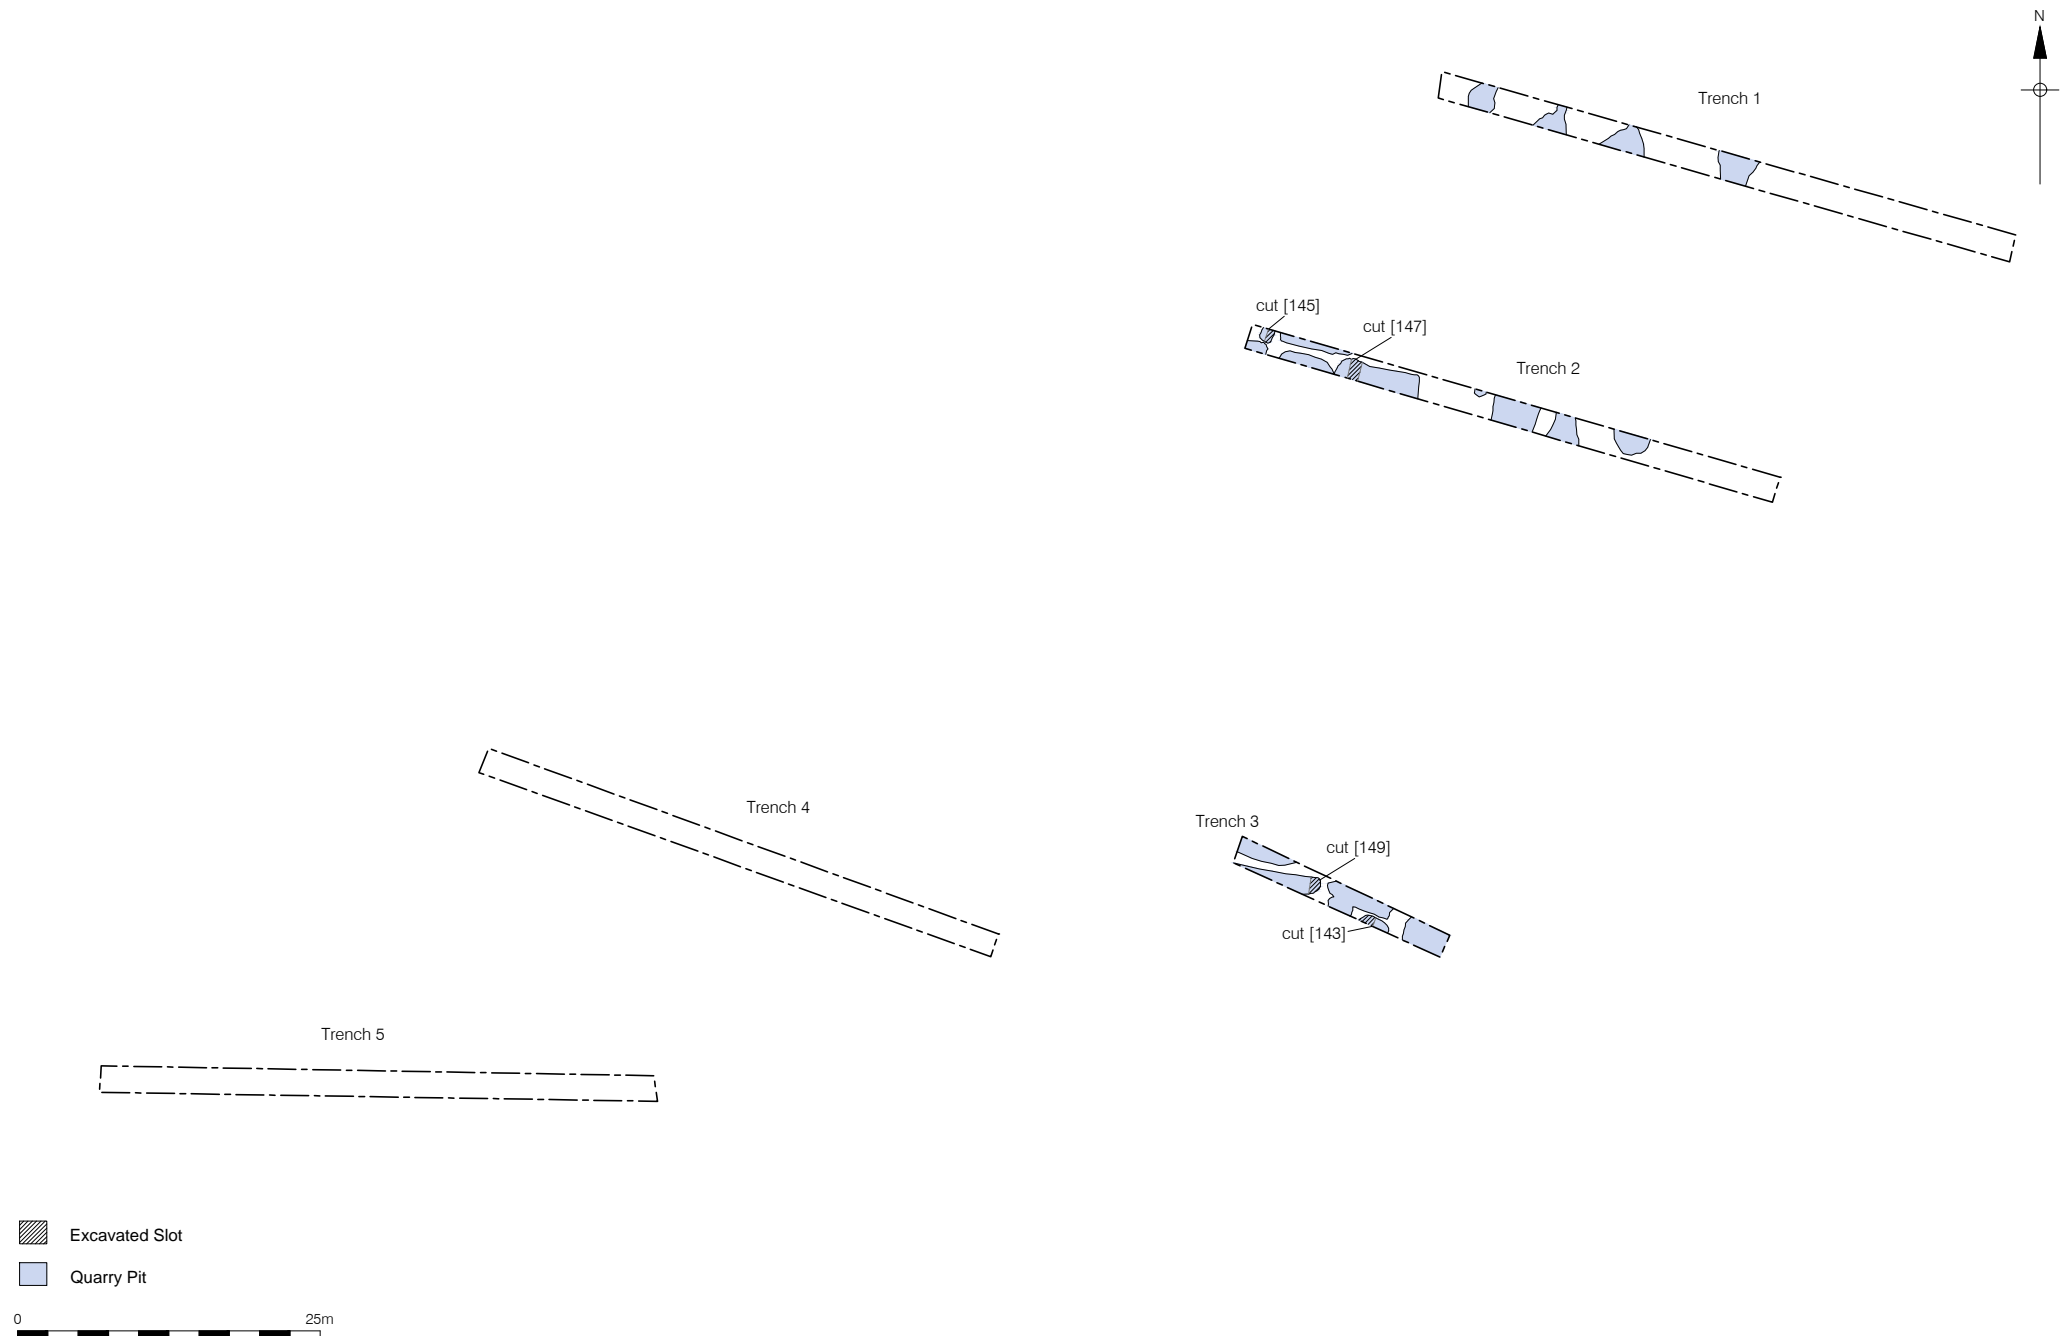 N
Trench 1
cut [145]
cut [147]
Trench 2
Trench 4
Trench 3
cut [149]
cut [143]
Trench 5
Excavated Slot
Quarry Pit
0 25m